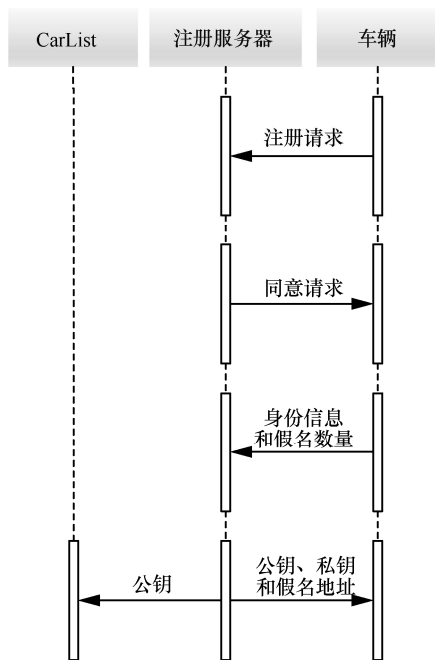 CarList
注册服务器
车辆
注册请求
同意请求
身份信息
和假名数量
公钥
公钥、私钥
和假名地址